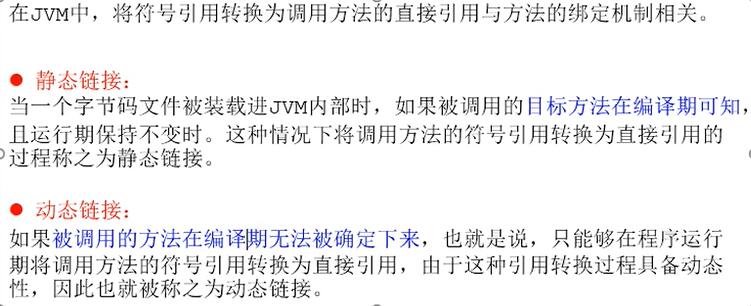 在JVM中，将符号引用转换为调用方法的直接引用与方法的绑定机制相关。
● 静态链接：
当一个字节码文件被装载进JVM内部时，如果被调用的目标方法在编译期可知，
且运行期保持不变时。这种情况下将调用方法的符号引用转换为直接引用的
过程称之为静态链接。
● 动态链接：
如果被调用的方法在编译期无法被确定下来，也就是说，只能够在程序运行
期将调用方法的符号引用转换为直接引用，由于这种引用转换过程具备动态
性，因此也就被称之为动态链接。